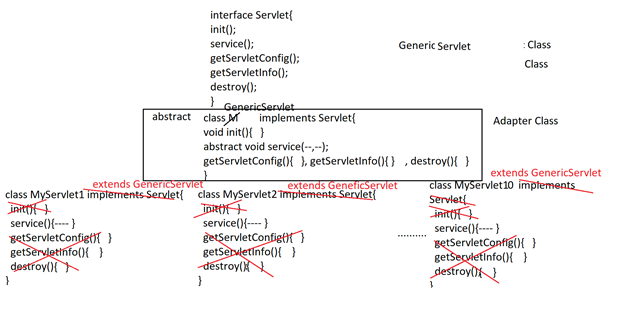 interface Servlet{
init();
service();
getServletConfig();
getServletInfo();
destroy();
}
Generic Servlet : Class
Class
GenericServlet
abstract class M implements Servlet{
void init(){ }
abstract void service(--,--);
getServletConfig(){ }, getServletInfo(){ } , destroy(){ }
}
Adapter Class
extends GenericServlet
class MyServlet1 implements Servlet{
init(){ }
service(){---- }
getServletConfig(){ }
getServletInfo(){ }
destroy(){ }
}
extends GenericServlet
class MyServlet2 implements Servlet{
init(){ }
service(){---- }
getServletConfig(){ }
getServletInfo(){ }
destroy(){ }
}
..........
extends GenericServlet
class MyServlet10 implements
Servlet{
init(){ }
service(){---- }
getServletConfig(){ }
getServletInfo(){ }
destroy(){ }
}